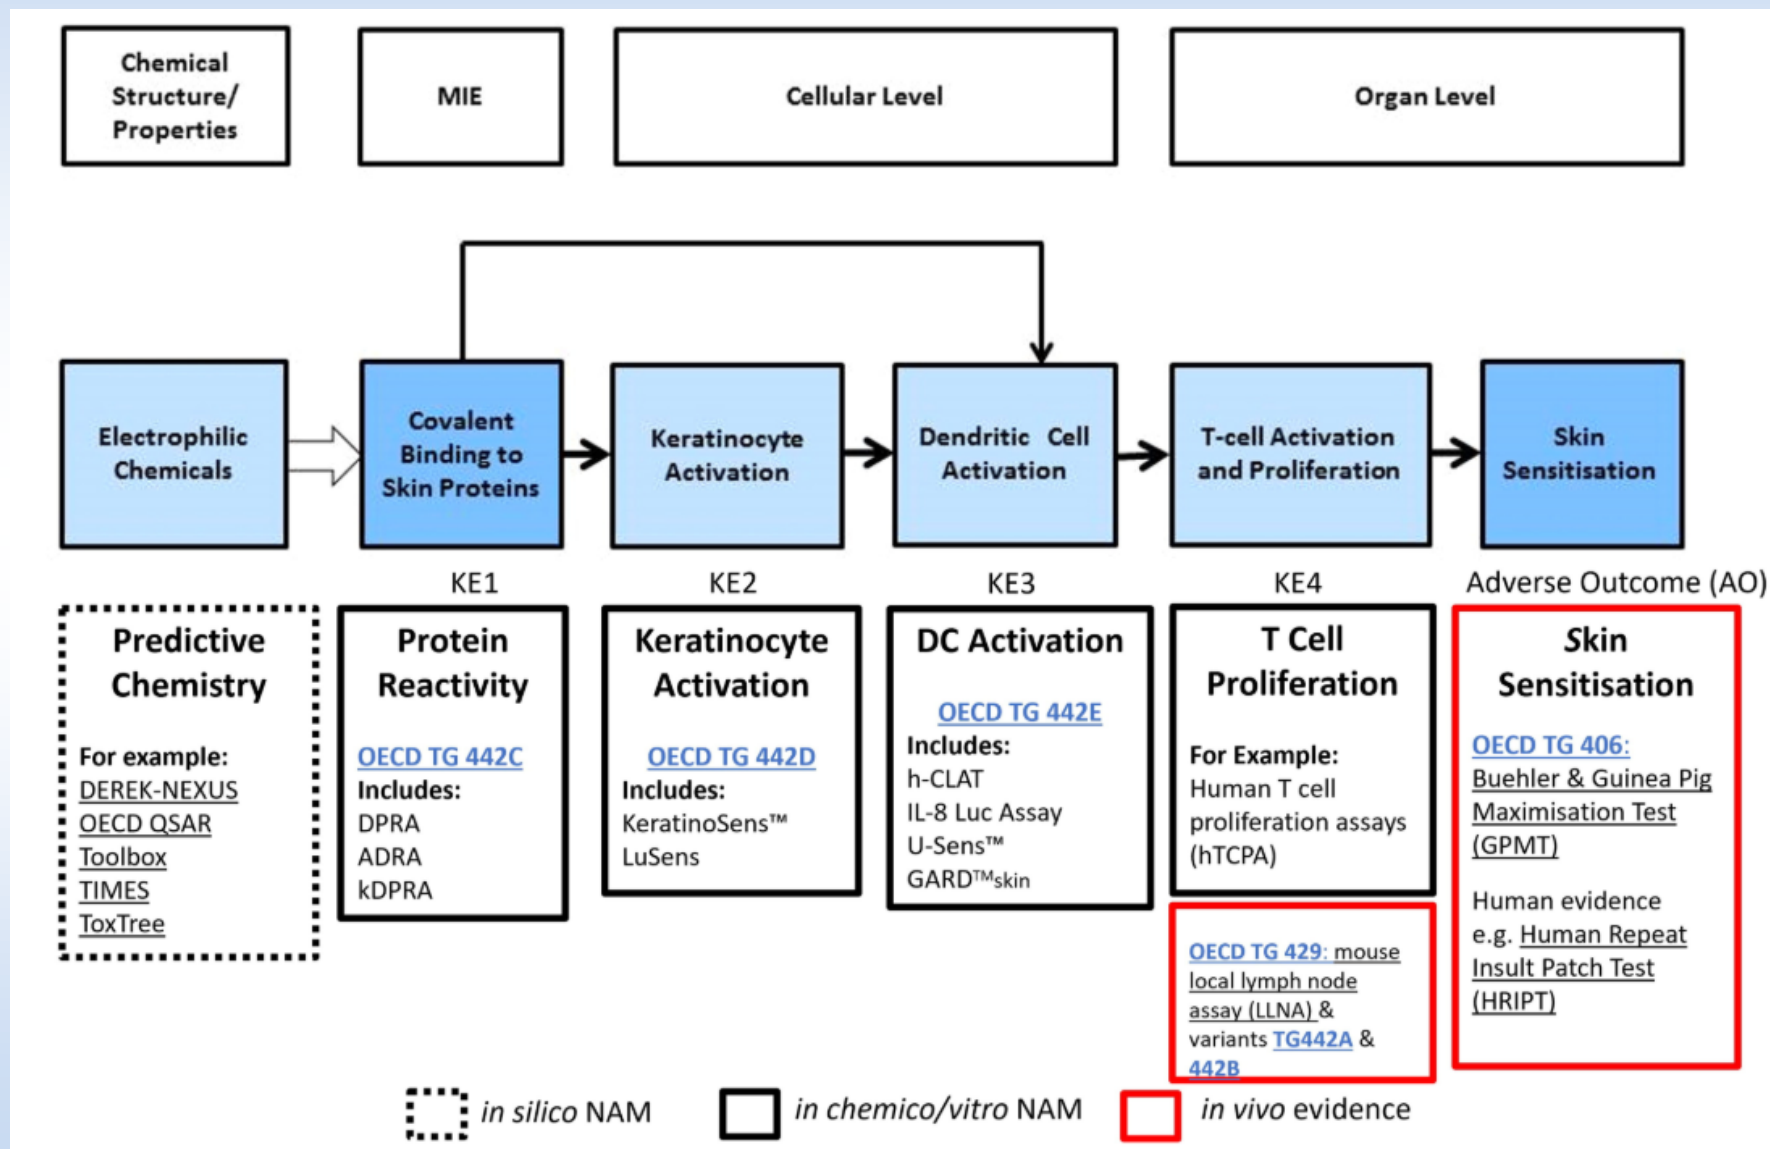 Chemical
Structure/
Properties
MIE
Cellular Level
Organ Level
Electrophilic
Chemicals
Covalent
Binding to
Skin Proteins
Keratinocyte
Activation
Dendritic Cell
Activation
T-cell Activation
and Proliferation
Skin
Sensitisation
KE1
KE2
KE3
KE4
Adverse Outcome (AO)
Predictive
Chemistry
For example:
DEREK-NEXUS
OECD QSAR
Toolbox
TIMES
ToxTree
Protein
Reactivity
OECD TG 442C
Includes:
DPRA
ADRA
kDPRA
Keratinocyte
Activation
OECD TG 442D
Includes:
KeratinoSens™
LuSens
DC Activation
OECD TG 442E
Includes:
h-CLAT
IL-8 Luc Assay
U-Sens™
GARD™skin
T Cell
Proliferation
For Example:
Human T cell
proliferation assays
(hTCPA)
OECD TG 429: mouse
local lymph node
assay (LLNA) &
variants TG442A &
442B
Skin
Sensitisation
OECD TG 406:
Buehler & Guinea Pig
Maximisation Test
(GPMT)
Human evidence
e.g. Human Repeat
Insult Patch Test
(HRIPT)
in silico NAM
in chemico/vitro NAM
in vivo evidence